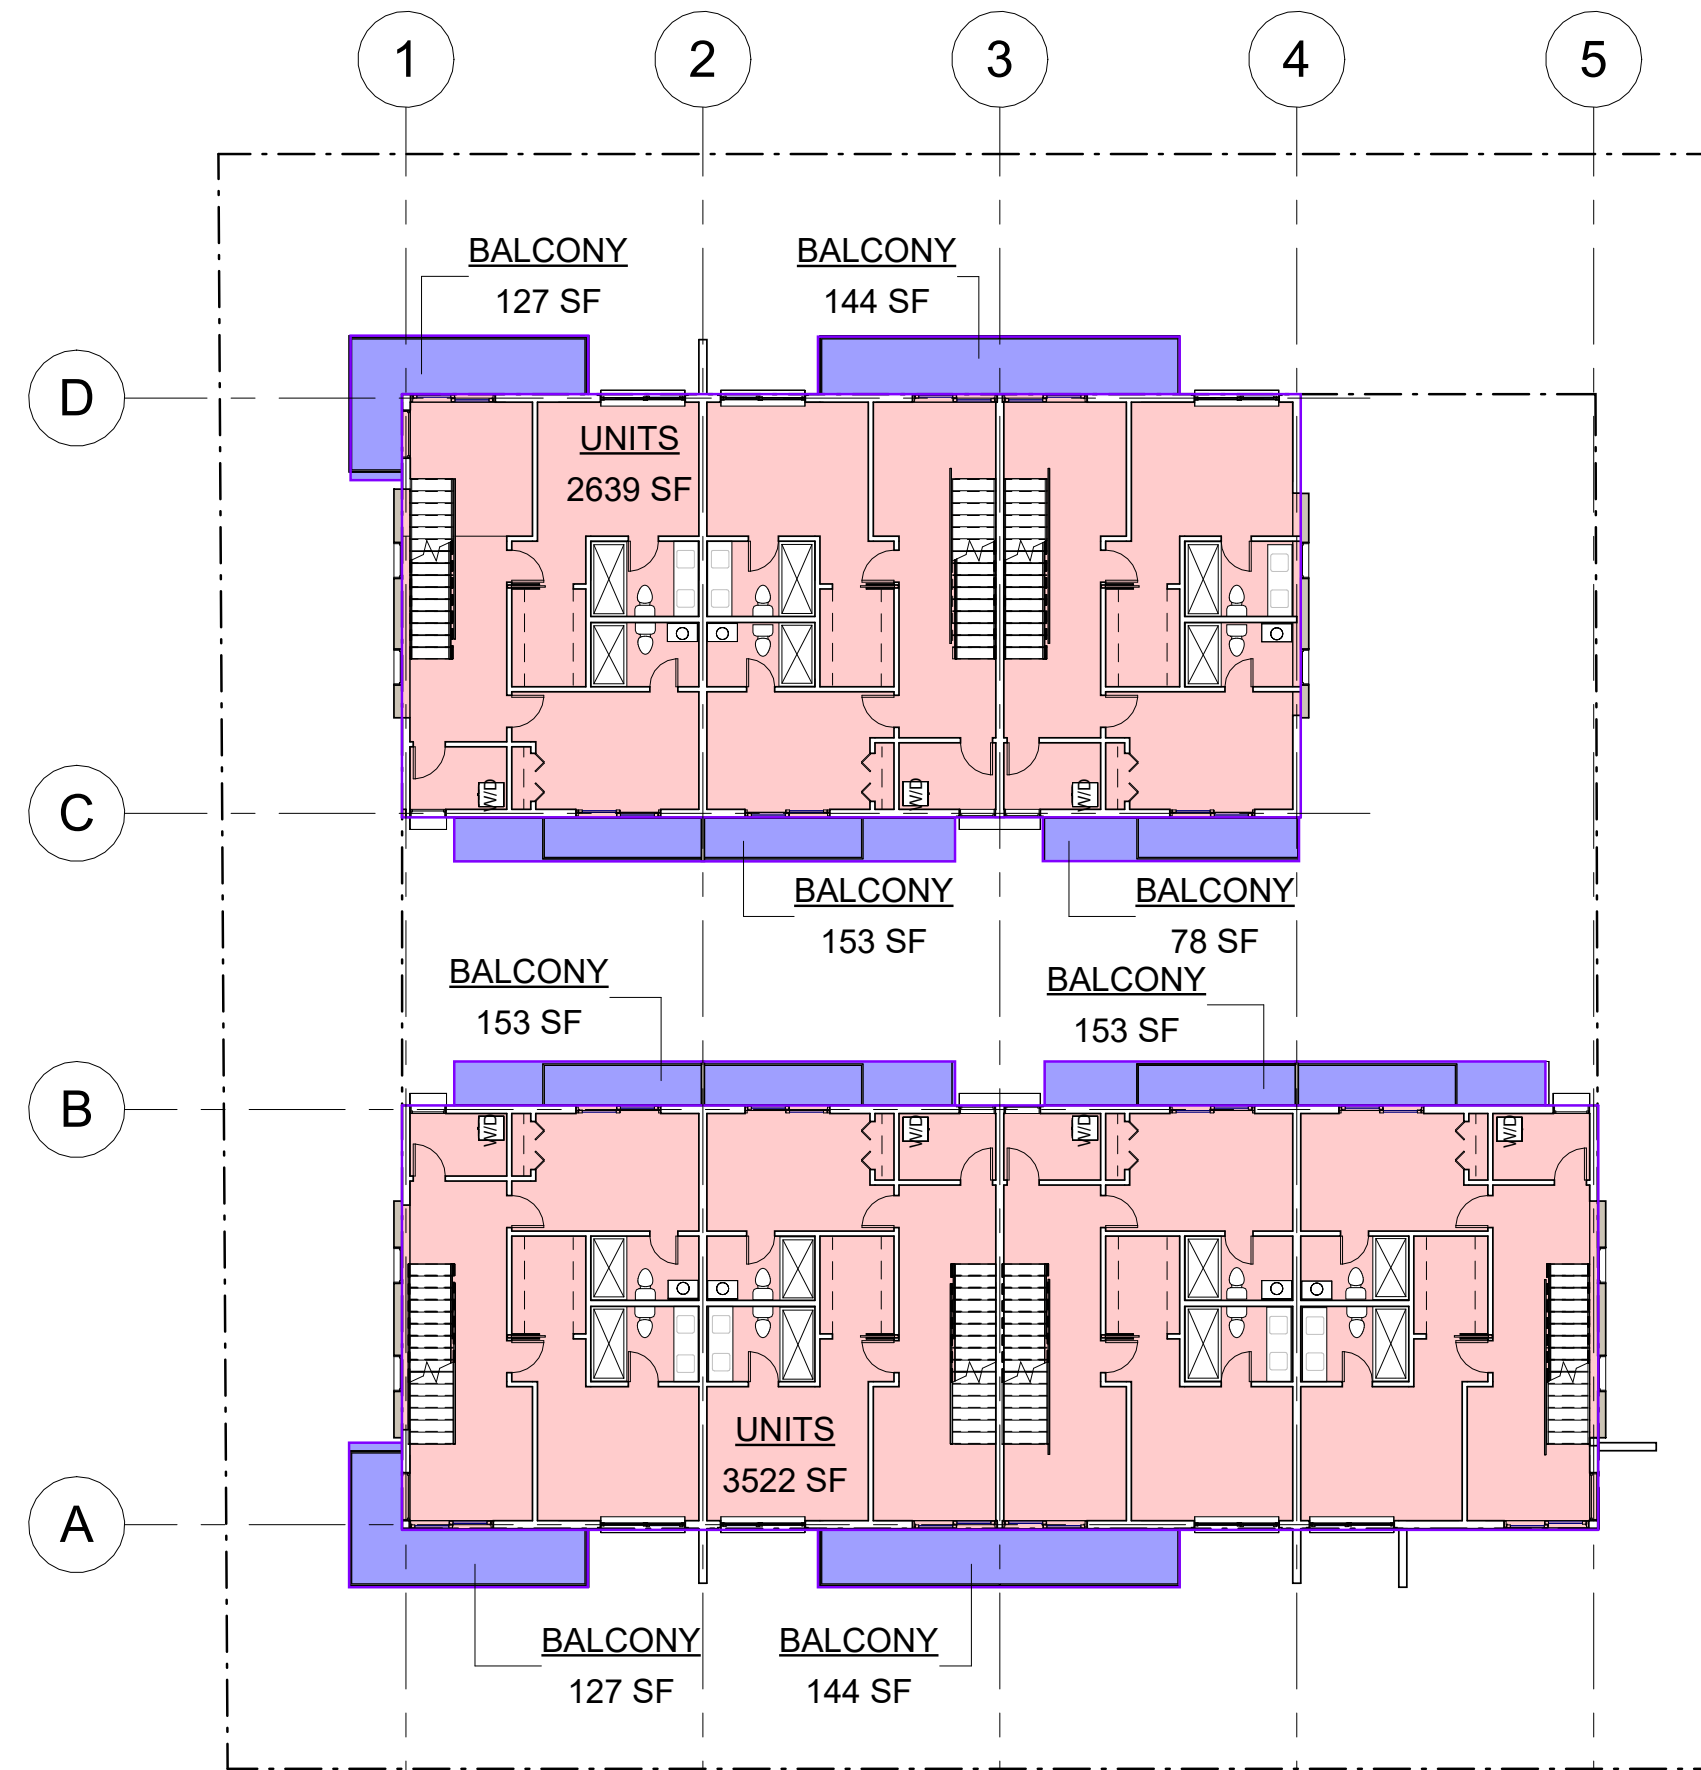 1 2 3 4 5
BALCONY
127 SF
BALCONY
144 SF
D
UNITS
2639 SF
W/D W/D W/D
C
BALCONY
153 SF
BALCONY
78 SF
BALCONY
153 SF
BALCONY
153 SF
B
W/D W/D W/D W/D
UNITS
3522 SF
A
BALCONY
127 SF
BALCONY
144 SF